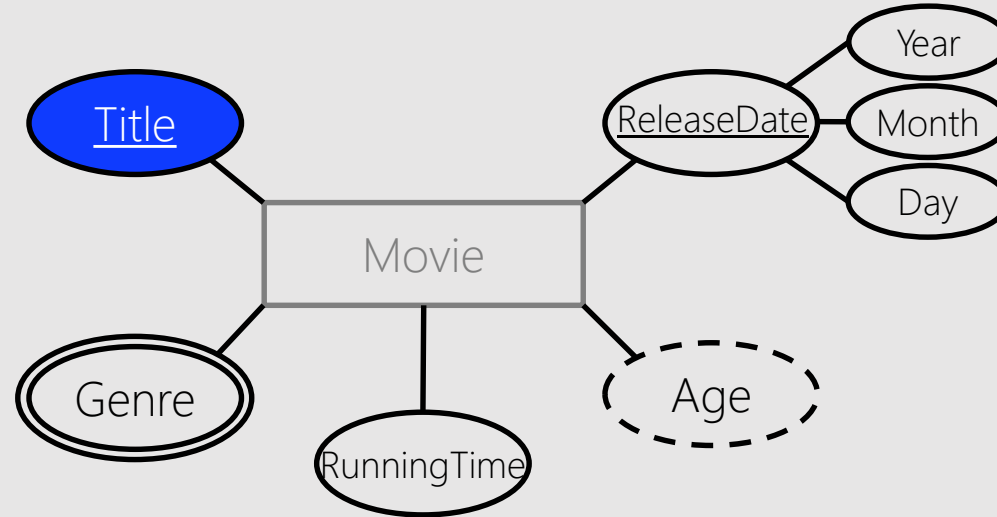 Year
Title
ReleaseDate
Month
Day
Movie
Genre
Age
RunningTime